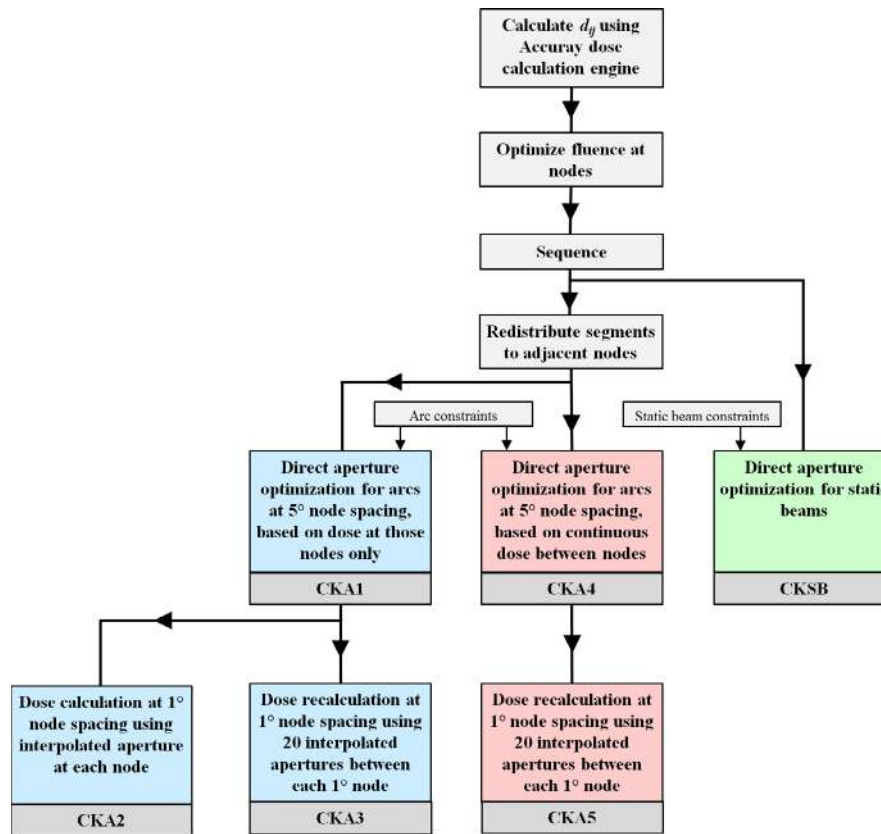 Calculate dij using
Accuray dose
calculation engine
Optimize fluence at
nodes
Sequence
Redistribute segments
to adjacent nodes
Arc constraints
Static beam constraints
Direct aperture
optimization for arcs
at 5° node spacing,
based on dose at those
nodes only
CKA1
Direct aperture
optimization for arcs
at 5° node spacing,
based on continuous
dose between nodes
CKA4
Direct aperture
optimization for stati
beams
CKSB
Dose calculation at 1°
node spacing using
interpolated aperture
at each node
CKA2
Dose recalculation at
1° node spacing using
20 interpolated
apertures between
each 1° node
CKA3
Dose recalculation at
1° node spacing using
20 interpolated
apertures between
each 1° node
CKA5